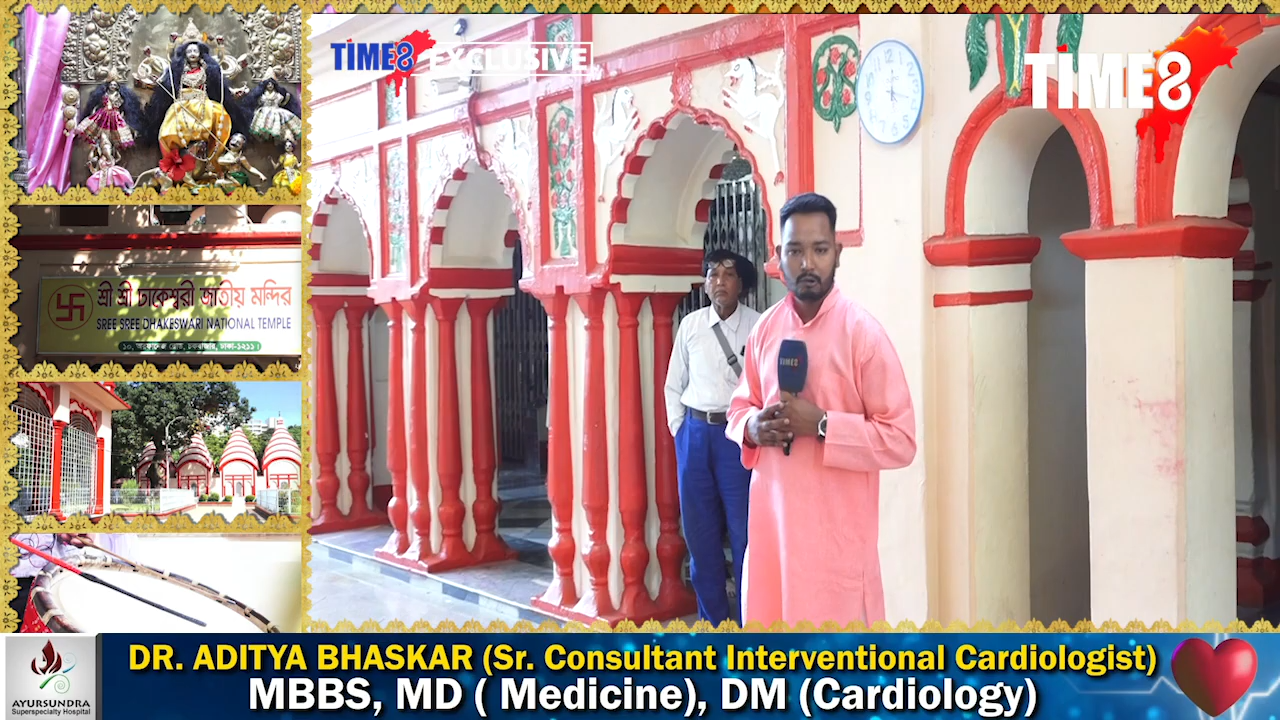 TIME8 EXCLUSIVE
TIME8
শ্রী শ্রী ঢাকেশ্বরী জাতীয় মন্দির
SREE SREE DHAKESWARI NATIONAL TEMPLE
ঢাকা-১২১১।
TIME8
AYURSUNDRA
Superspecialty Hospital
DR. ADITYA BHASKAR (Sr. Consultant Interventional Cardiologist)
MBBS, MD ( Medicine), DM (Cardiology)